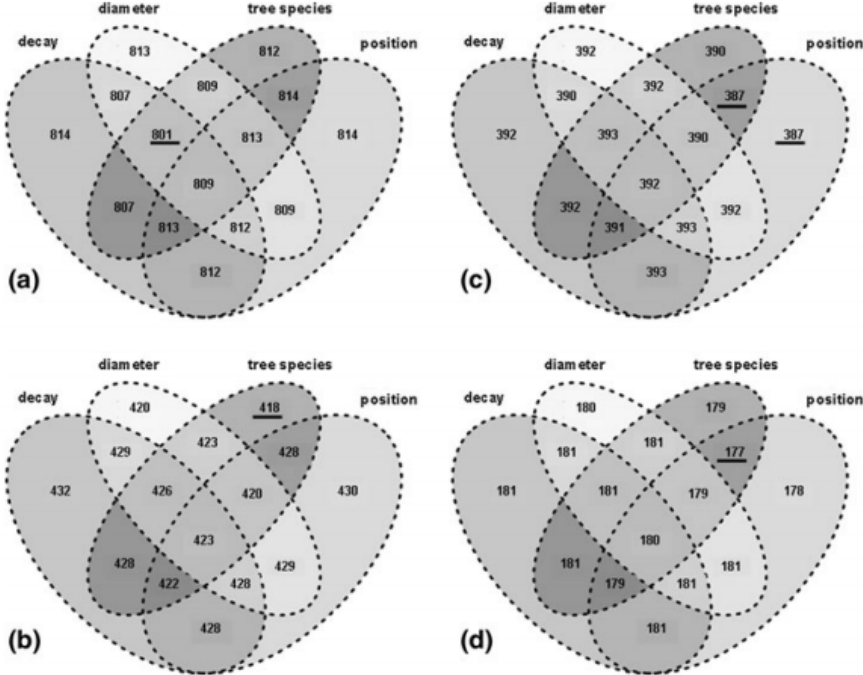 diameter tree species
decay position
813 812
807 809 814
814 801 813 814
809
807 813 812 809
812
(a)
diameter tree species
decay position
392 390
390 392 387
392 393 390 387
392
392 391 393 392
393
(c)
diameter tree species
decay position
420 418
429 423 428
432 426 420 430
423
428 422 428 429
428
(b)
diameter tree species
decay position
180 179
181 181 177
181 181 179 178
180
181 179 181 181
181
(d)